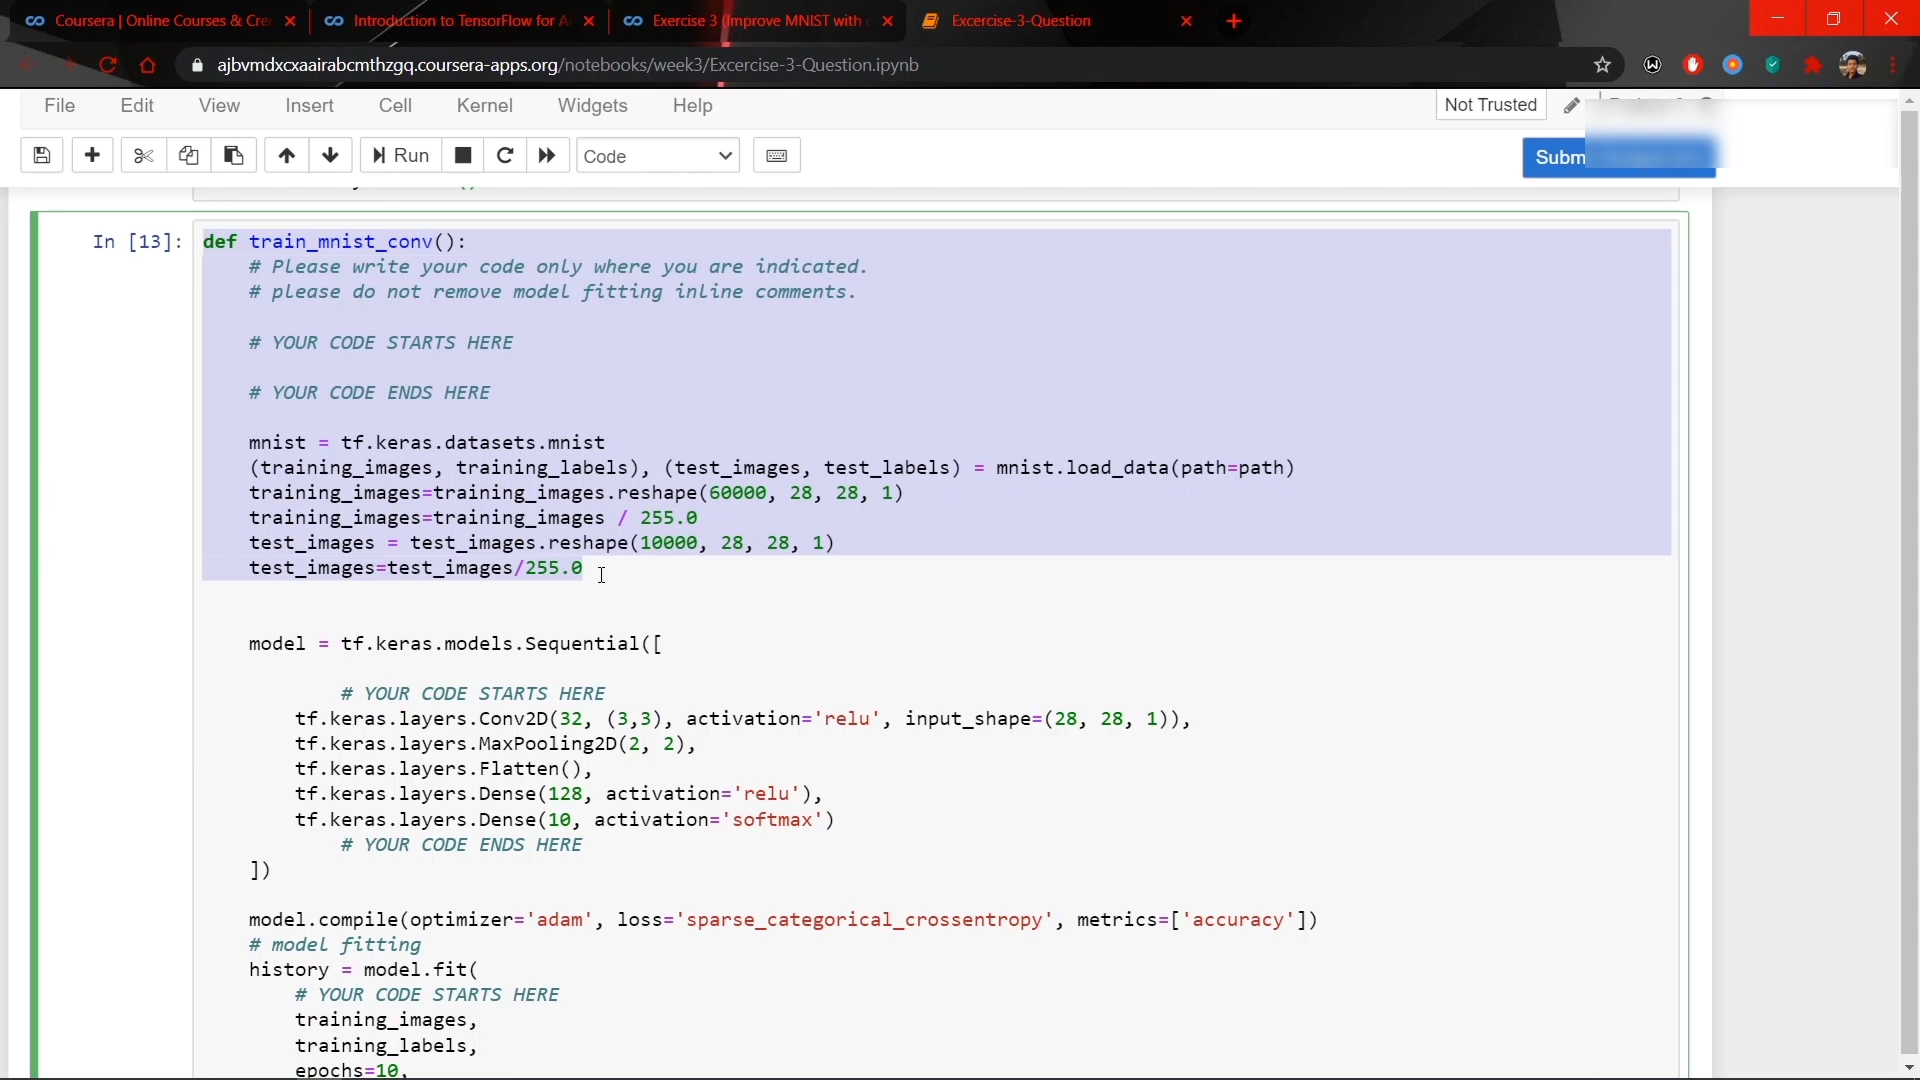 Coursera | Online Courses & Cre
Introduction to TensorFlow for A
Exercise 3 (Improve MNIST with
Excercise-3-Question
ajbvmdxcxaairabcmthzgq.coursera-apps.org/notebooks/week3/Excercise-3-Question.ipynb
File Edit View Insert Cell Kernel Widgets Help Not Trusted
Run Code Subm
In [13]: def train_mnist_conv():
# Please write your code only where you are indicated.
# please do not remove model fitting inline comments.
# YOUR CODE STARTS HERE
# YOUR CODE ENDS HERE
mnist = tf.keras.datasets.mnist
(training_images, training_labels), (test_images, test_labels) = mnist.load_data(path=path)
training_images=training_images.reshape(60000, 28, 28, 1)
training_images=training_images / 255.0
test_images = test_images.reshape(10000, 28, 28, 1)
test_images=test_images/255.0
model = tf.keras.models.Sequential([
# YOUR CODE STARTS HERE
tf.keras.layers.Conv2D(32, (3,3), activation='relu', input_shape=(28, 28, 1)),
tf.keras.layers.MaxPooling2D(2, 2),
tf.keras.layers.Flatten(),
tf.keras.layers.Dense(128, activation='relu'),
tf.keras.layers.Dense(10, activation='softmax')
# YOUR CODE ENDS HERE
])
model.compile(optimizer='adam', loss='sparse_categorical_crossentropy', metrics=['accuracy'])
# model fitting
history = model.fit(
# YOUR CODE STARTS HERE
training_images,
training_labels,
epochs=10,